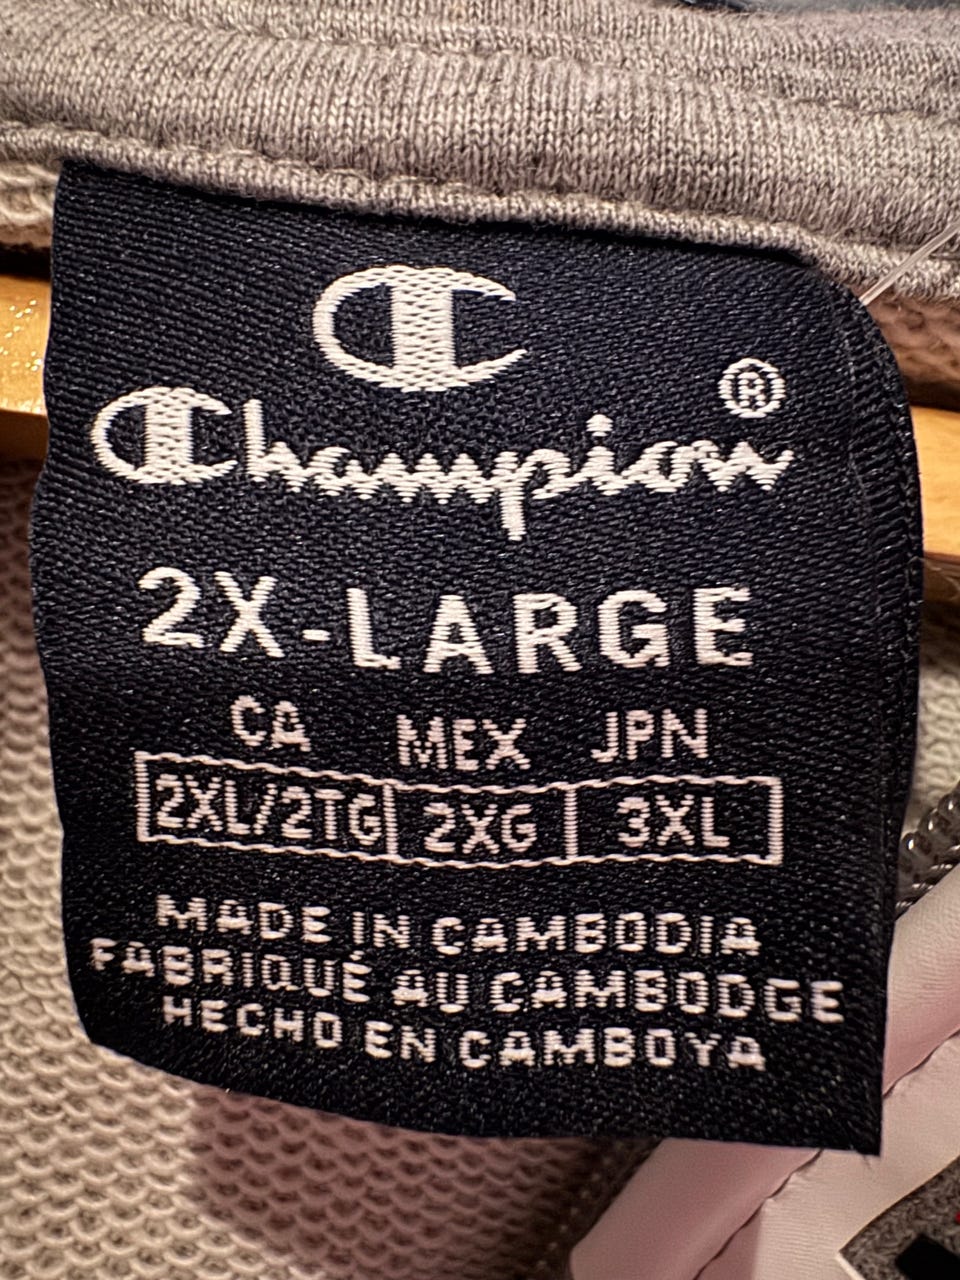 C
Champion®
2X-LARGE
CA MEX JPN
2XL/2TG 2XG 3XL
MADE IN CAMBODIA
FABRIQUÉ AU CAMBODGE
HECHO EN CAMBOYA